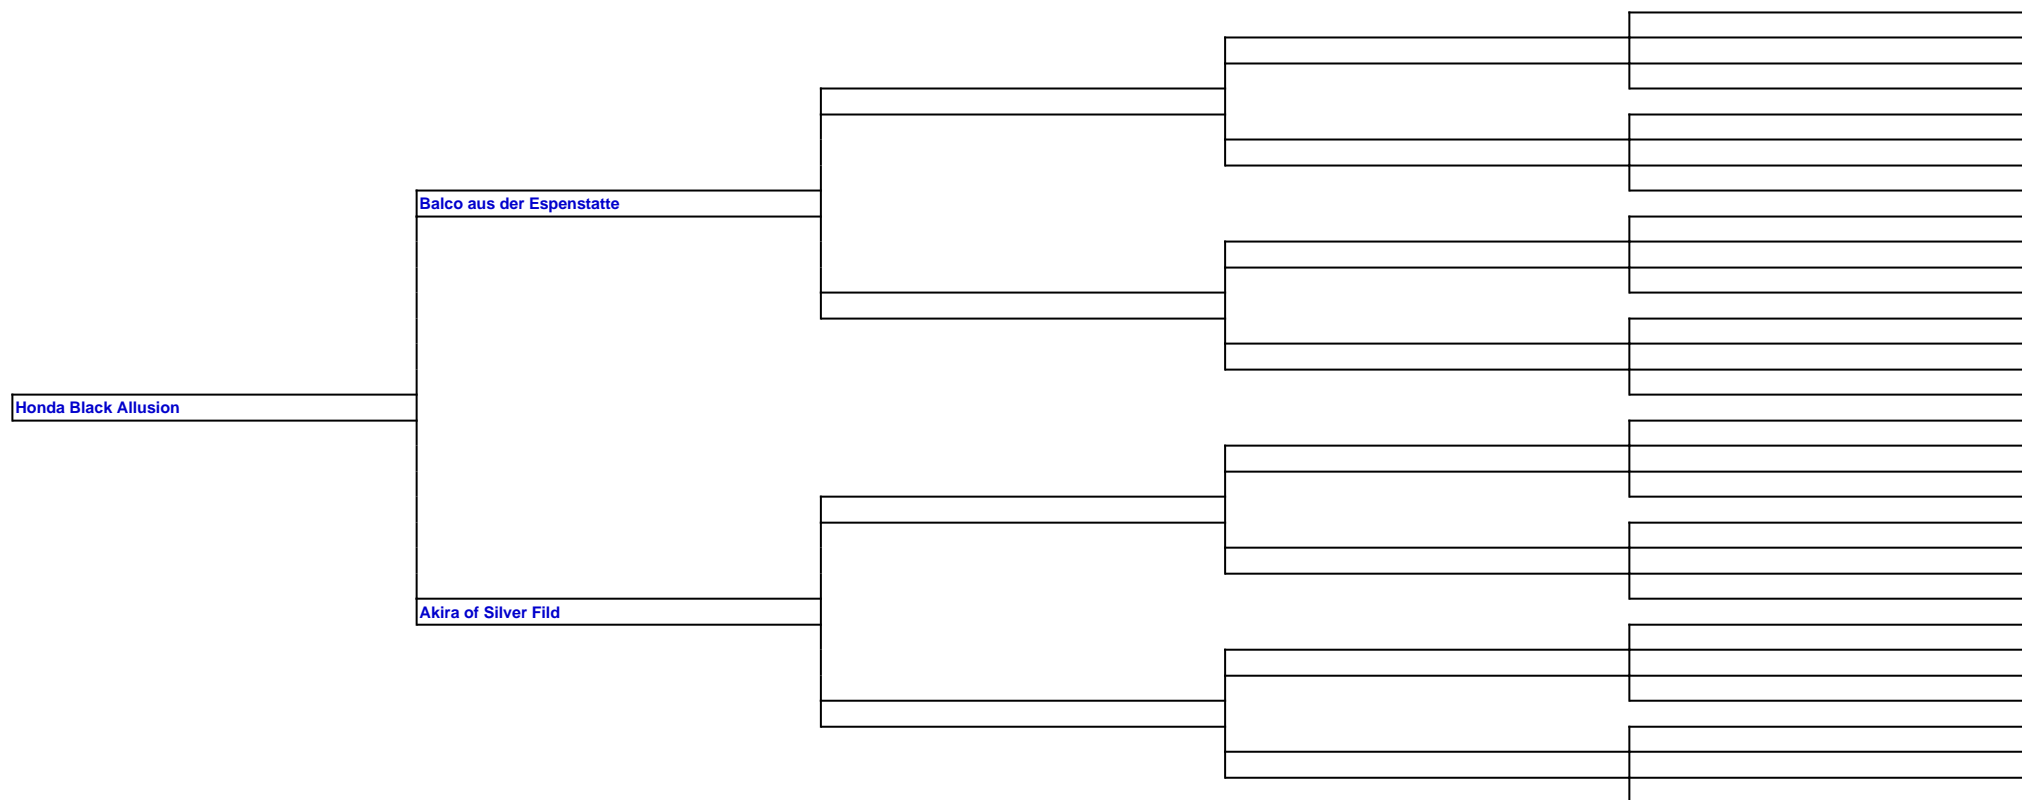 Balco aus der Espenstatte
Honda Black Allusion
Akira of Silver Fild